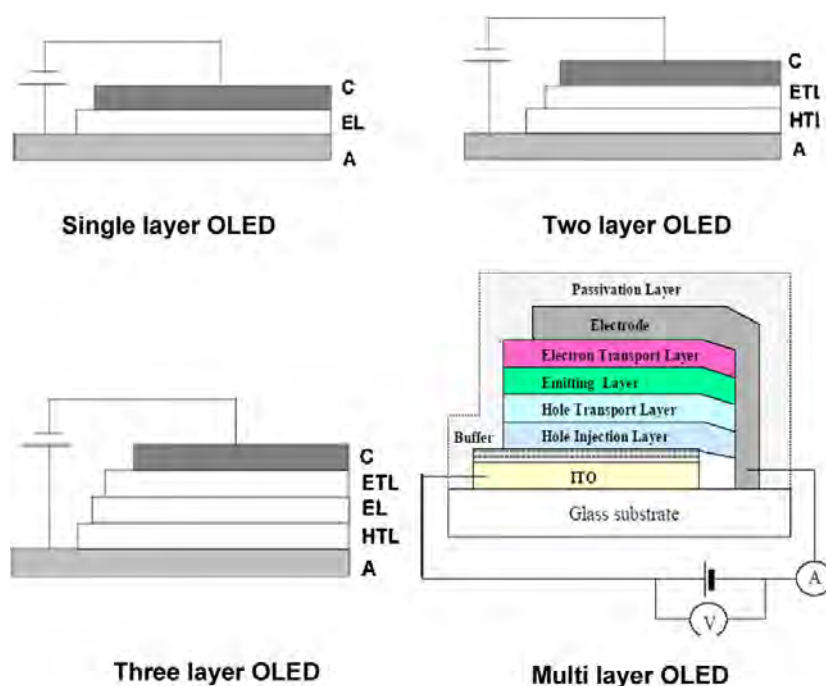 C
EL
A
Single layer OLED
C
ETL
HTL
A
Two layer OLED
C
ETL
EL
HTL
A
Three layer OLED
Passivation Layer
Electrode
Electron Transport Layer
Emitting Layer
Hole Transport Layer
Buffer
Hole Injection Layer
ITO
Glass substrate
A
V
Multi layer OLED